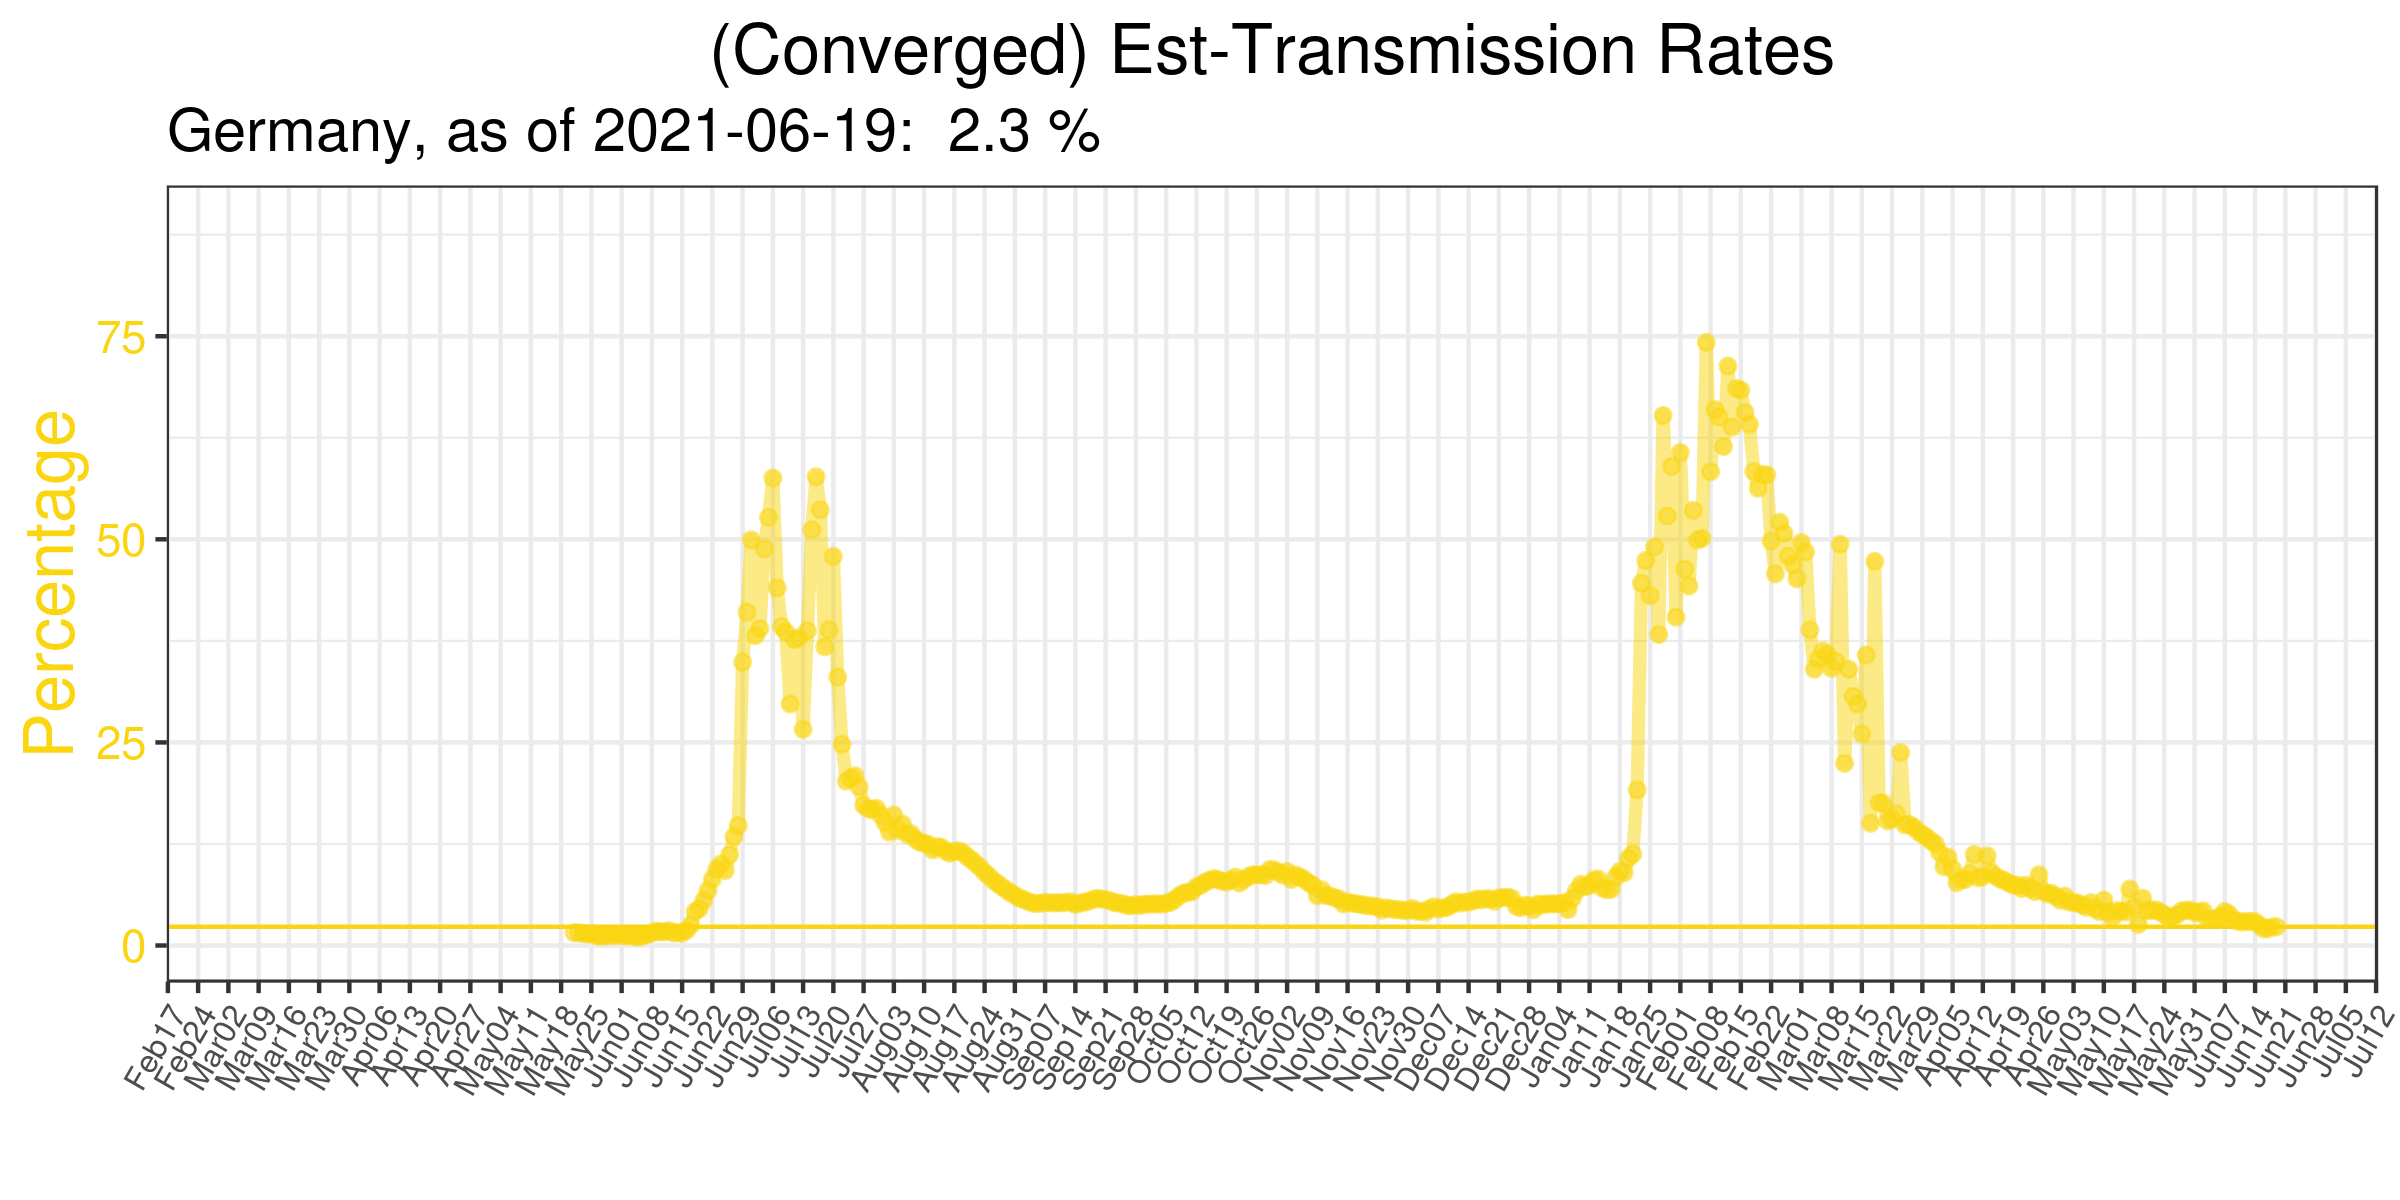 (Converged) Est-Transmission Rates
Germany, as of 2021-06-19: 2.3 %
Percentage
75
50
25
0
Feb17
Feb24
Mar02
Mar09
Mar16
Mar23
Mar30
Apr06
Apr13
Apr20
Apr27
May04
May11
May18
May25
Jun01
Jun08
Jun15
Jun22
Jun29
Jul06
Jul13
Jul20
Jul27
Aug03
Aug10
Aug17
Aug24
Aug31
Sep07
Sep14
Sep21
Sep28
Oct05
Oct12
Oct19
Oct26
Nov02
Nov09
Nov16
Nov23
Nov30
Dec07
Dec14
Dec21
Dec28
Jan04
Jan11
Jan18
Jan25
Feb01
Feb08
Feb15
Feb22
Mar01
Mar08
Mar15
Mar22
Mar29
Apr05
Apr12
Apr19
Apr26
May03
May10
May17
May24
May31
Jun07
Jun14
Jun21
Jun28
Jul05
Jul12